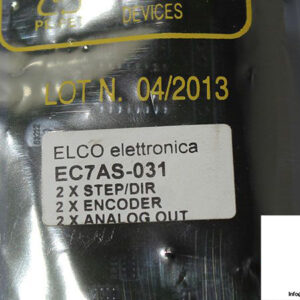 DEVICES
LOT N. 04/2013
ELCO elettronica
EC7AS-031
2 X STEP/DIR
2 X ENCODER
2 X ANALOG OUT